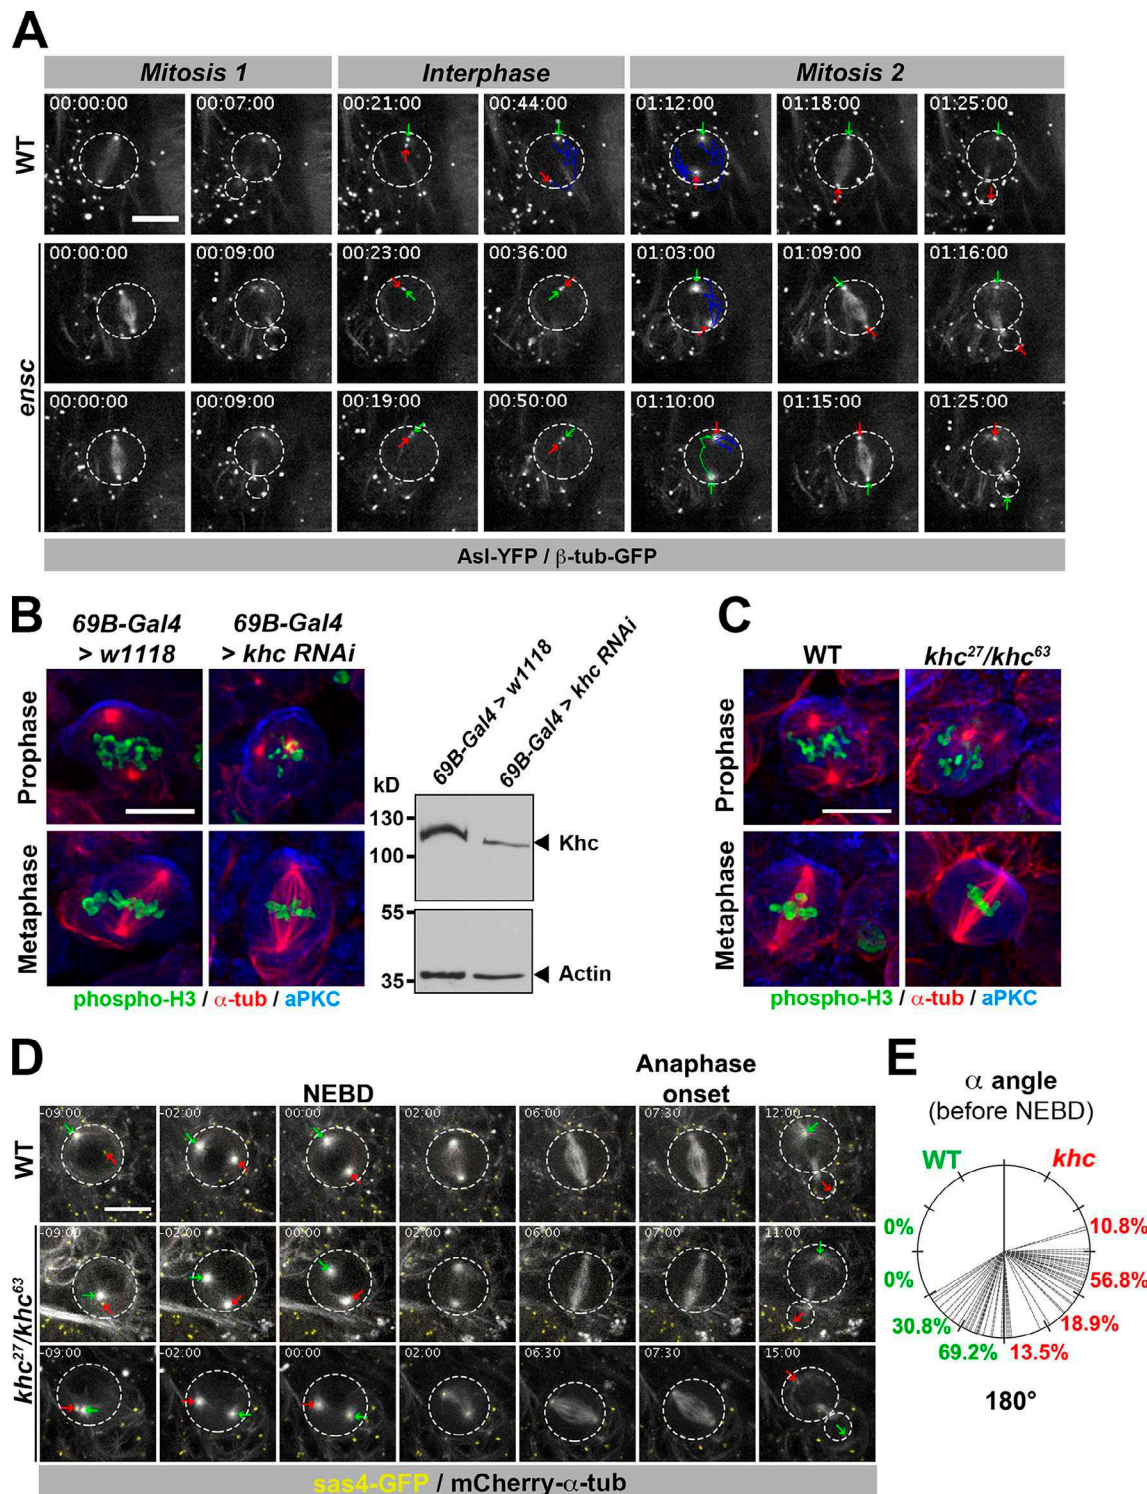 A
Mitosis 1 Interphase Mitosis 2
WT
00:00:00 00:07:00 00:21:00 00:44:00 01:12:00 01:18:00 01:25:00
ensc
00:00:00 00:09:00 00:23:00 00:36:00 01:03:00 01:09:00 01:16:00
00:00:00 00:09:00 00:19:00 00:50:00 01:10:00 01:15:00 01:25:00
Asl-YFP / β-tub-GFP
B
69B-Gal4 > w1118
69B-Gal4 > khc RNAi
Prophase
Metaphase
phospho-H3 / α-tub / aPKC
69B-Gal4 > w1118
69B-Gal4 > khc RNAi
kD
130
100
Khc
55
35
Actin
C
WT khc27/khc63
Prophase
Metaphase
phospho-H3 / α-tub / aPKC
D
NEBD Anaphase onset
WT
-09:00 -02:00 00:00 02:00 06:00 07:30 12:00
khc27/khc63
-09:00 -02:00 00:00 02:00 06:00 07:00 11:00
-09:00 -02:00 00:00 02:00 06:30 07:30 15:00
sas4-GFP / mCherry-α-tub
E
α angle
(before NEBD)
WT khc
0% 10.8%
0% 56.8%
30.8% 18.9%
69.2% 13.5%
180°